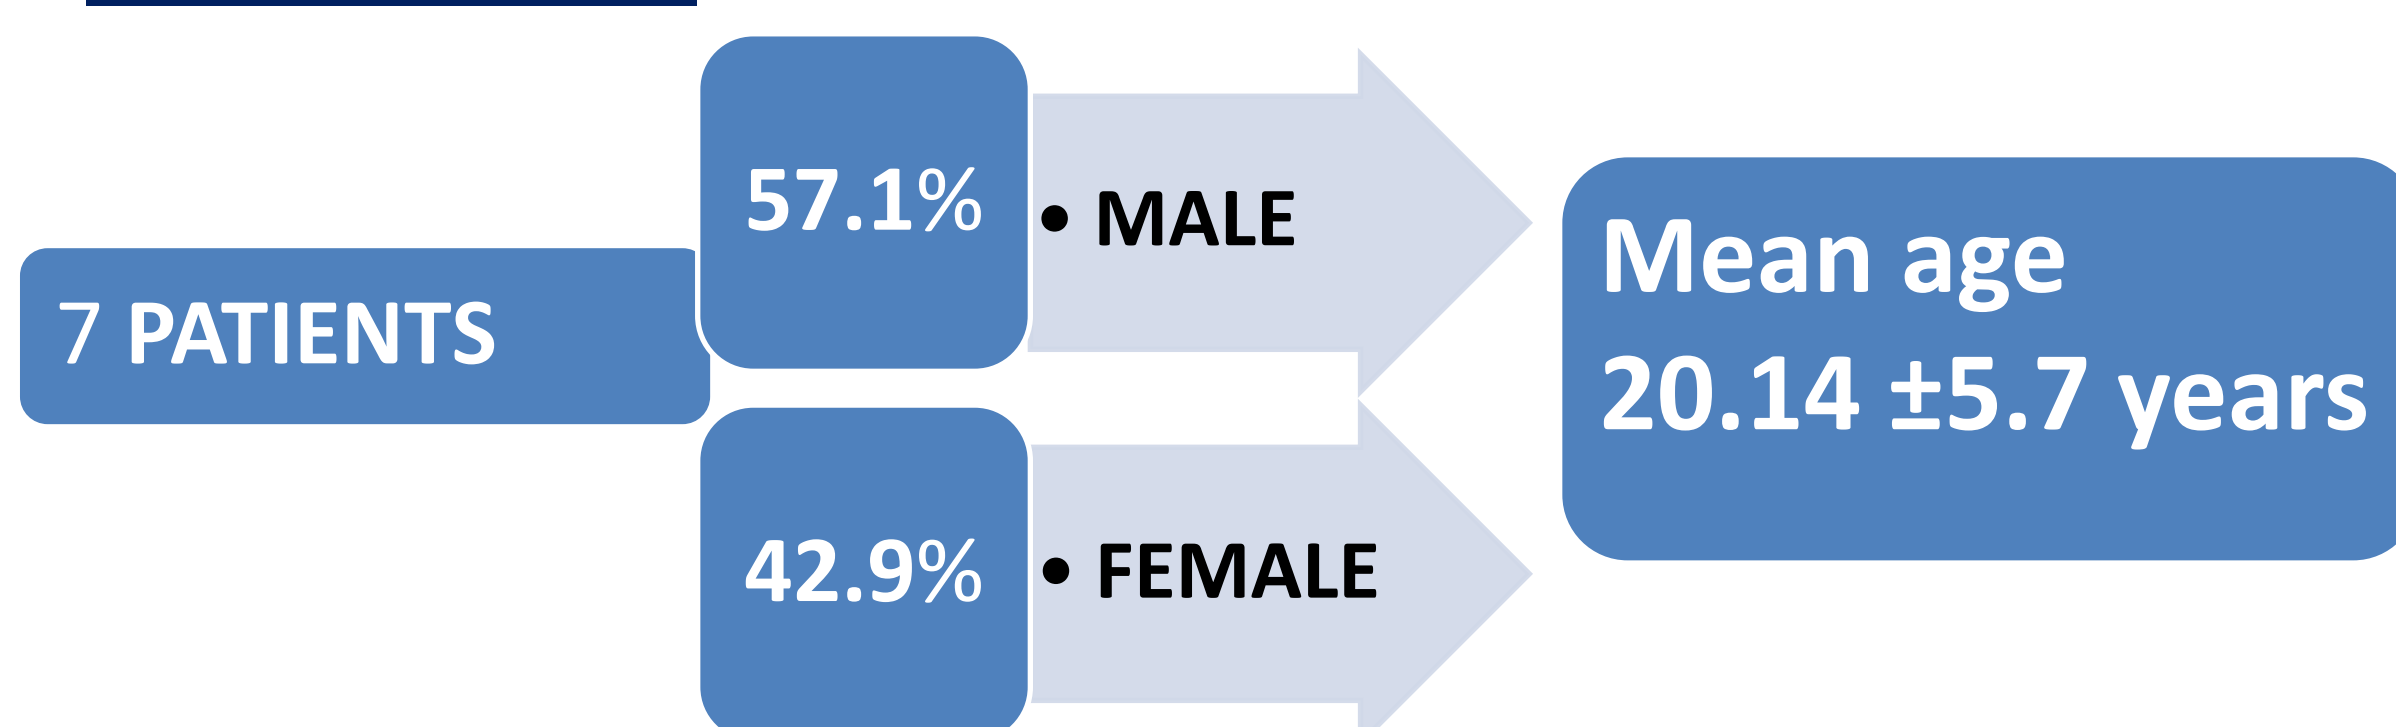 7 PATIENTS
57.1%
• MALE
42.9%
• FEMALE
Mean age
20.14 ±5.7 years